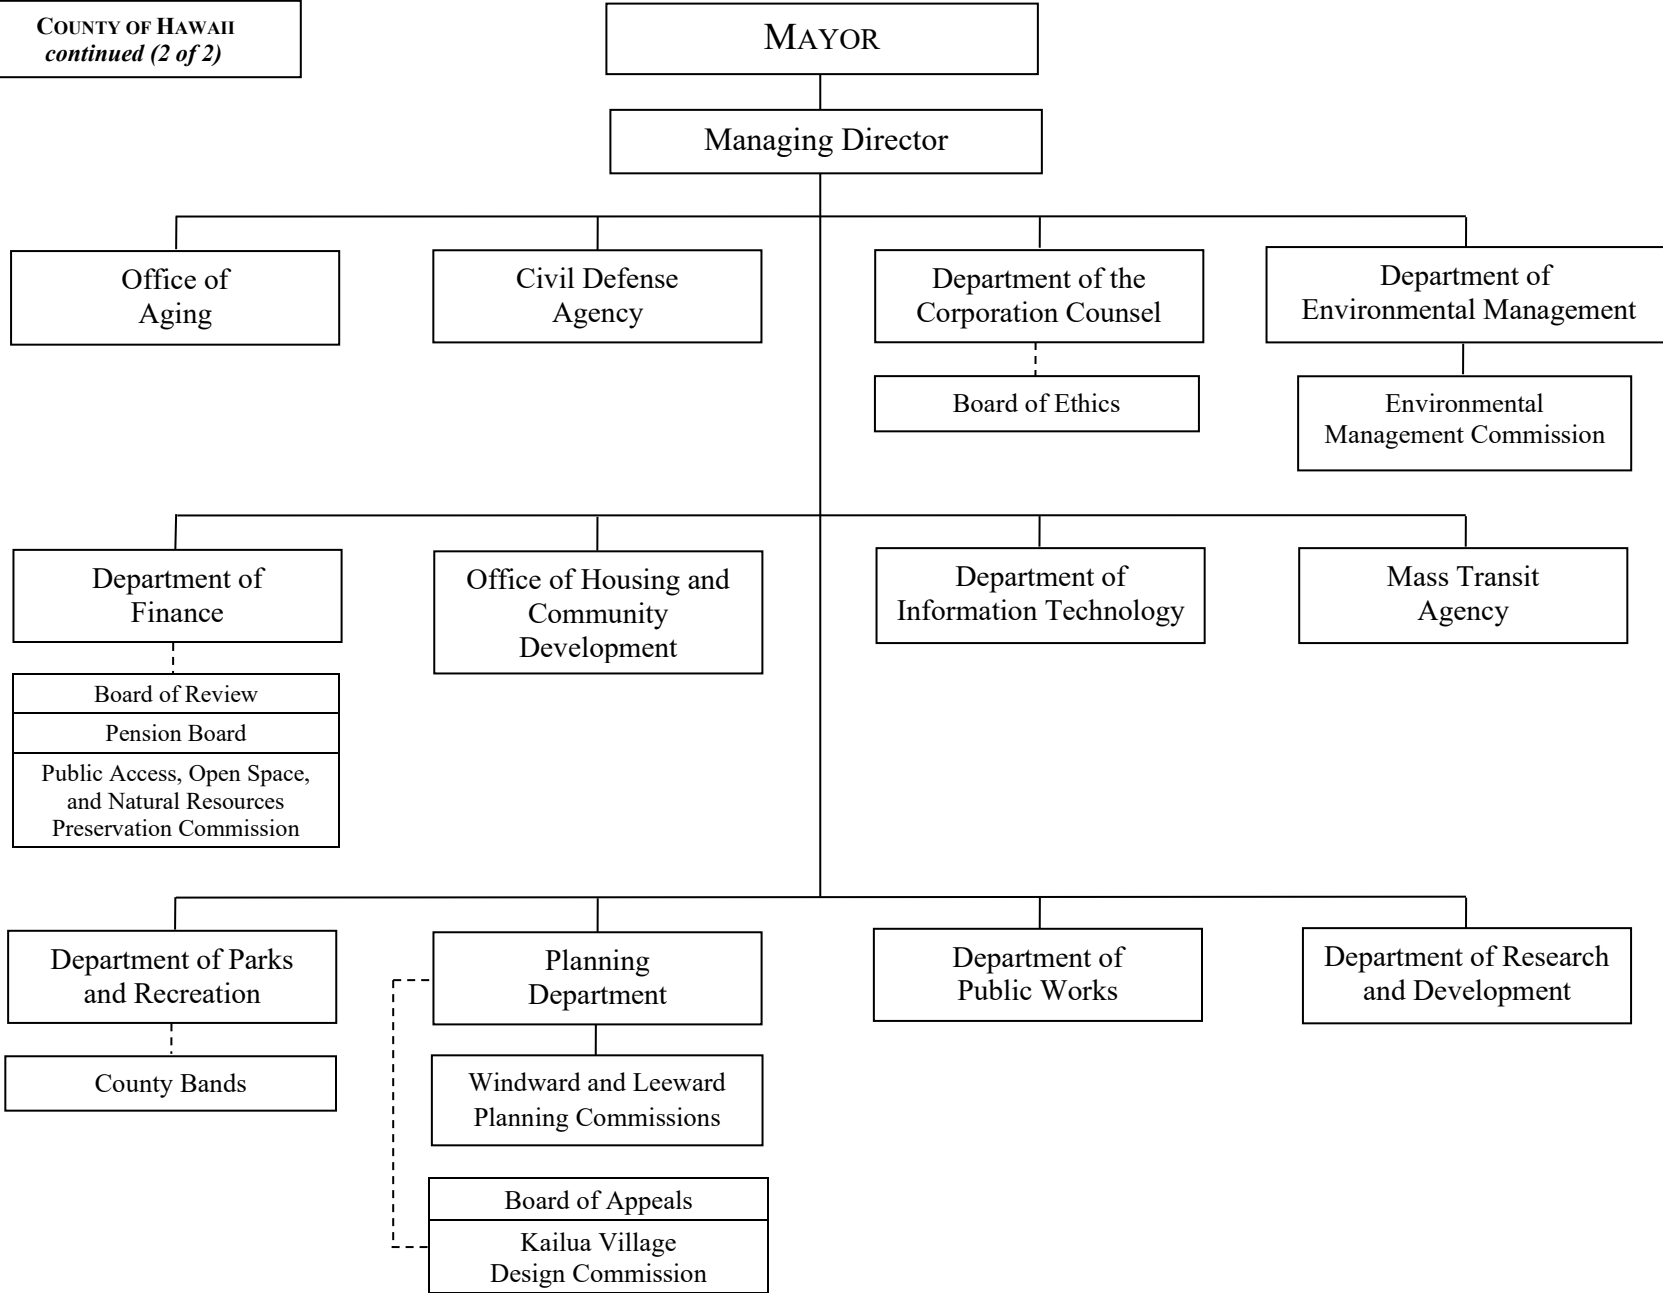 COUNTY OF HAWAII
continued (2 of 2)
MAYOR
Managing Director
Office of
Aging
Civil Defense
Agency
Department of the
Corporation Counsel
Department of
Environmental Management
Board of Ethics
Environmental
Management Commission
Department of
Finance
Office of Housing and
Community
Development
Department of
Information Technology
Mass Transit
Agency
Board of Review
Pension Board
Public Access, Open Space,
and Natural Resources
Preservation Commission
Department of Parks
and Recreation
Planning
Department
Department of
Public Works
Department of Research
and Development
County Bands
Windward and Leeward
Planning Commissions
Board of Appeals
Kailua Village
Design Commission